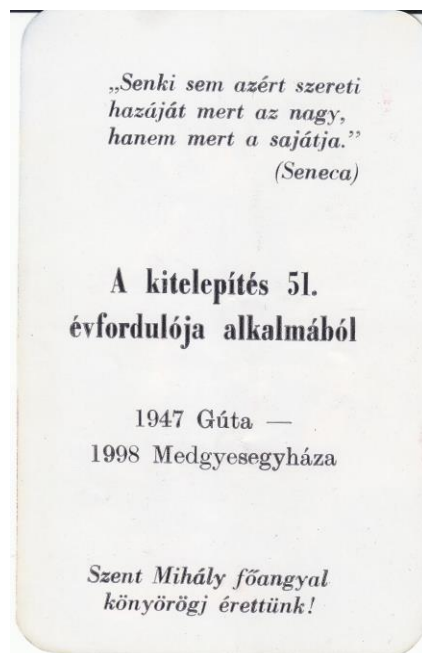 „Senki sem azért szereti
hazáját mert az nagy,
hanem mert a sajátja.”
(Seneca)
A kitelepítés 51.
évfordulója alkalmából
1947 Gúta —
1998 Medgyesegyháza
Szent Mihály főangyal
könyörögj érettünk!